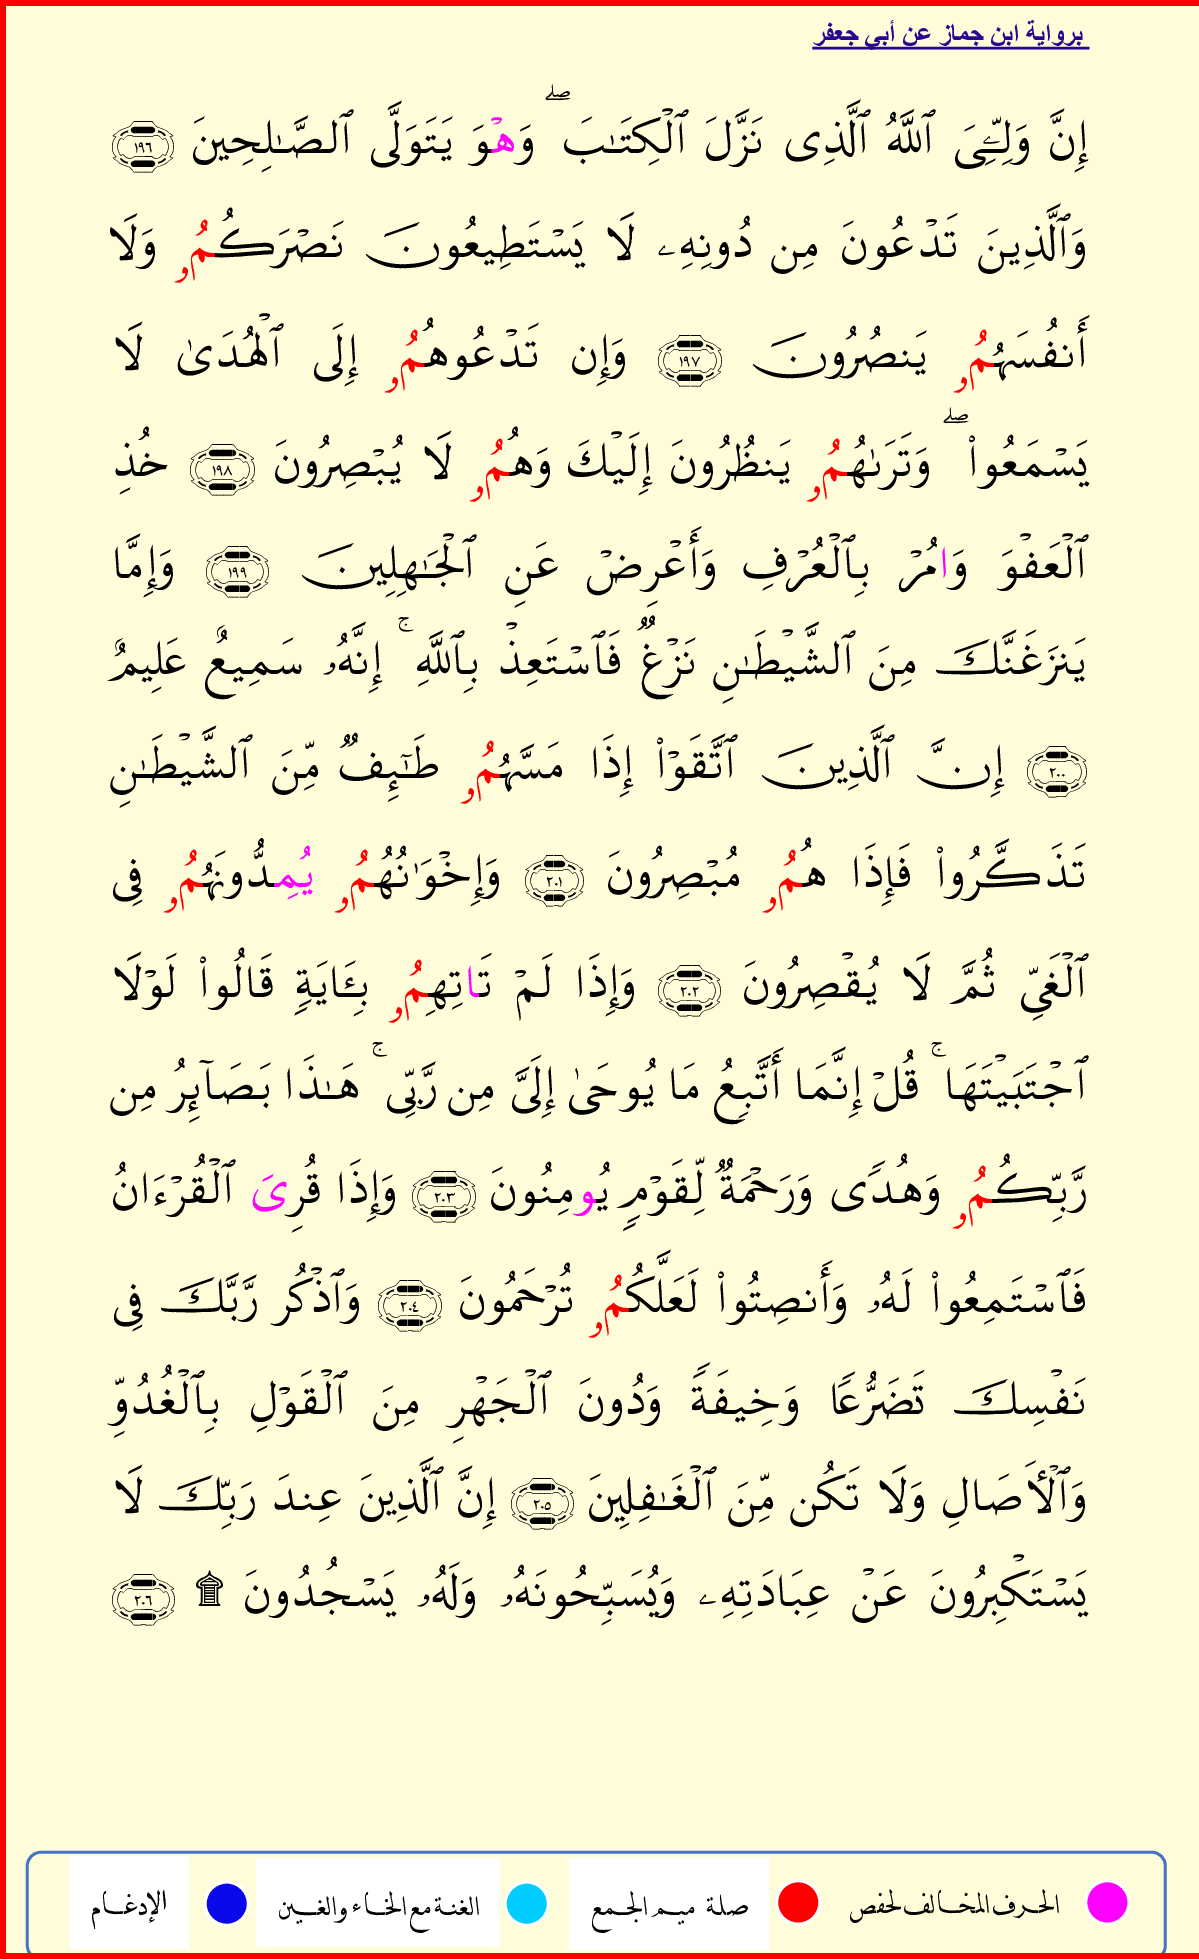 برواية ابن جماز عن أبي جعفر
إِنَّ وَلِـِّۧيَ ٱللَّهُ ٱلَّذِى نَزَّلَ ٱلْكِتَـٰبَ ۖ وَهْوَ يَتَوَلَّى ٱلصَّـٰلِحِينَ ١٩٦
وَٱلَّذِينَ تَدْعُونَ مِن دُونِهِۦ لَا يَسْتَطِيعُونَ نَصْرَكُمُۥ وَلَا
أَنفُسَهُمُۥ يَنصُرُونَ ١٩٧ وَإِن تَدْعُوهُمُۥ إِلَى ٱلْهُدَىٰ لَا
يَسْمَعُوا۟ ۖ وَتَرَىٰهُمُۥ يَنظُرُونَ إِلَيْكَ وَهُمُۥ لَا يُبْصِرُونَ ١٩٨ خُذِ
ٱلْعَفْوَ وَامُرْ بِٱلْعُرْفِ وَأَعْرِضْ عَنِ ٱلْجَـٰهِلِينَ ١٩٩ وَإِمَّا
يَنزَغَنَّكَ مِنَ ٱلشَّيْطَـٰنِ نَزْغٌ فَٱسْتَعِذْ بِٱللَّهِ ۚ إِنَّهُۥ سَمِيعٌ عَلِيمٌ
٢٠٠ إِنَّ ٱلَّذِينَ ٱتَّقَوْا۟ إِذَا مَسَّهُمُۥ طَـٰٓئِفٌ مِّنَ ٱلشَّيْطَـٰنِ
تَذَكَّرُوا۟ فَإِذَا هُمُۥ مُبْصِرُونَ ٢٠١ وَإِخْوَٰنُهُمُۥ يُمِدُّونَهُمُۥ فِى
ٱلْغَىِّ ثُمَّ لَا يُقْصِرُونَ ٢٠٢ وَإِذَا لَمْ تَاتِهِمُۥ بِـَٔايَةٍ قَالُوا۟ لَوْلَا
ٱجْتَبَيْتَهَا ۚ قُلْ إِنَّمَا أَتَّبِعُ مَا يُوحَىٰ إِلَىَّ مِن رَّبِّى ۚ هَـٰذَا بَصَآئِرُ مِن
رَّبِّكُمُۥ وَهُدًى وَرَحْمَةٌ لِّقَوْمٍ يُومِنُونَ ٢٠٣ وَإِذَا قُرِىَ ٱلْقُرْءَانُ
فَٱسْتَمِعُوا۟ لَهُۥ وَأَنصِتُوا۟ لَعَلَّكُمُۥ تُرْحَمُونَ ٢٠٤ وَٱذْكُر رَّبَّكَ فِى
نَفْسِكَ تَضَرُّعًا وَخِيفَةً وَدُونَ ٱلْجَهْرِ مِنَ ٱلْقَوْلِ بِٱلْغُدُوِّ
وَٱلْأَصَالِ وَلَا تَكُن مِّنَ ٱلْغَـٰفِلِينَ ٢٠٥ إِنَّ ٱلَّذِينَ عِندَ رَبِّكَ لَا
يَسْتَكْبِرُونَ عَنْ عِبَادَتِهِۦ وَيُسَبِّحُونَهُۥ وَلَهُۥ يَسْجُدُونَ ۩ ٢٠٦
الحرف المخالف لحفص صلة ميم الجمع الغنة مع الخاء والغين الإدغام